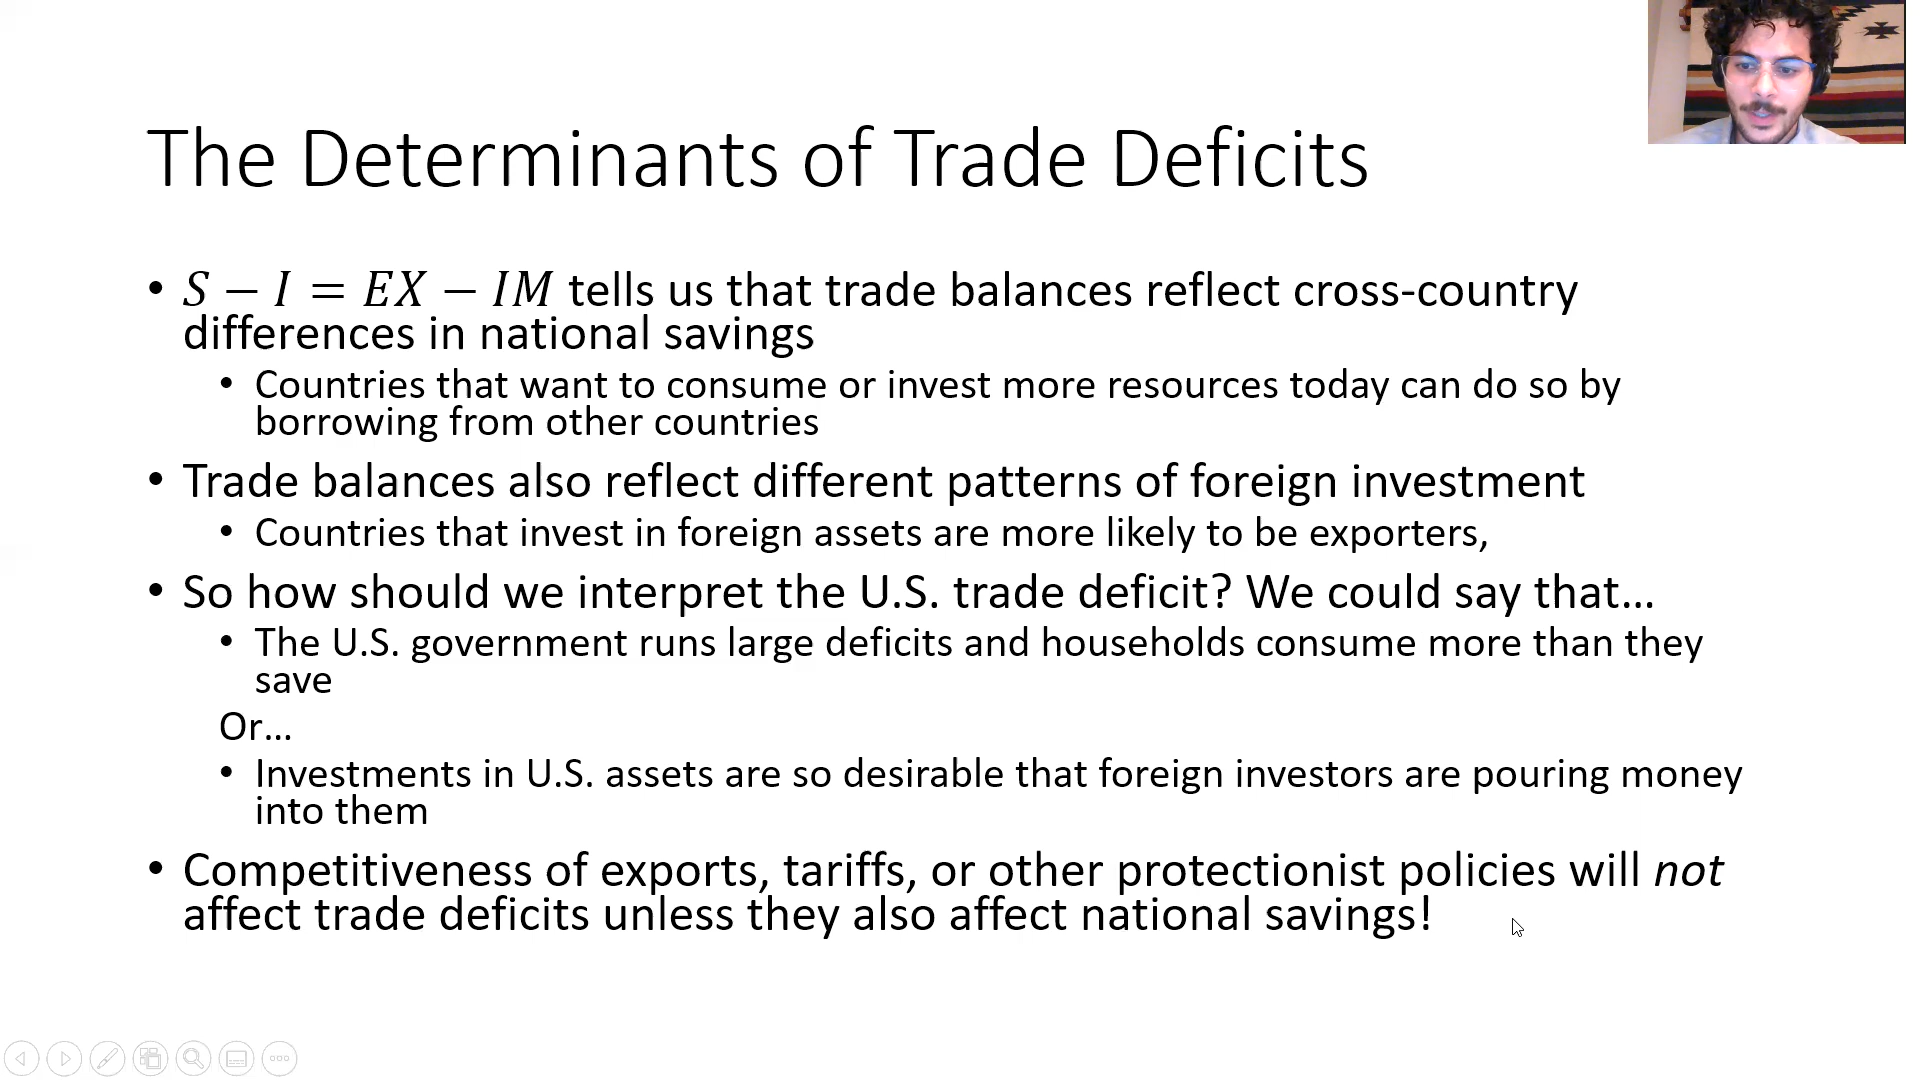 The Determinants of Trade Deficits
• S − I = EX − IM tells us that trade balances reflect cross-country
differences in national savings
• Countries that want to consume or invest more resources today can do so by
borrowing from other countries
• Trade balances also reflect different patterns of foreign investment
• Countries that invest in foreign assets are more likely to be exporters,
• So how should we interpret the U.S. trade deficit? We could say that…
• The U.S. government runs large deficits and households consume more than they
save
Or…
• Investments in U.S. assets are so desirable that foreign investors are pouring money
into them
• Competitiveness of exports, tariffs, or other protectionist policies will not
affect trade deficits unless they also affect national savings!